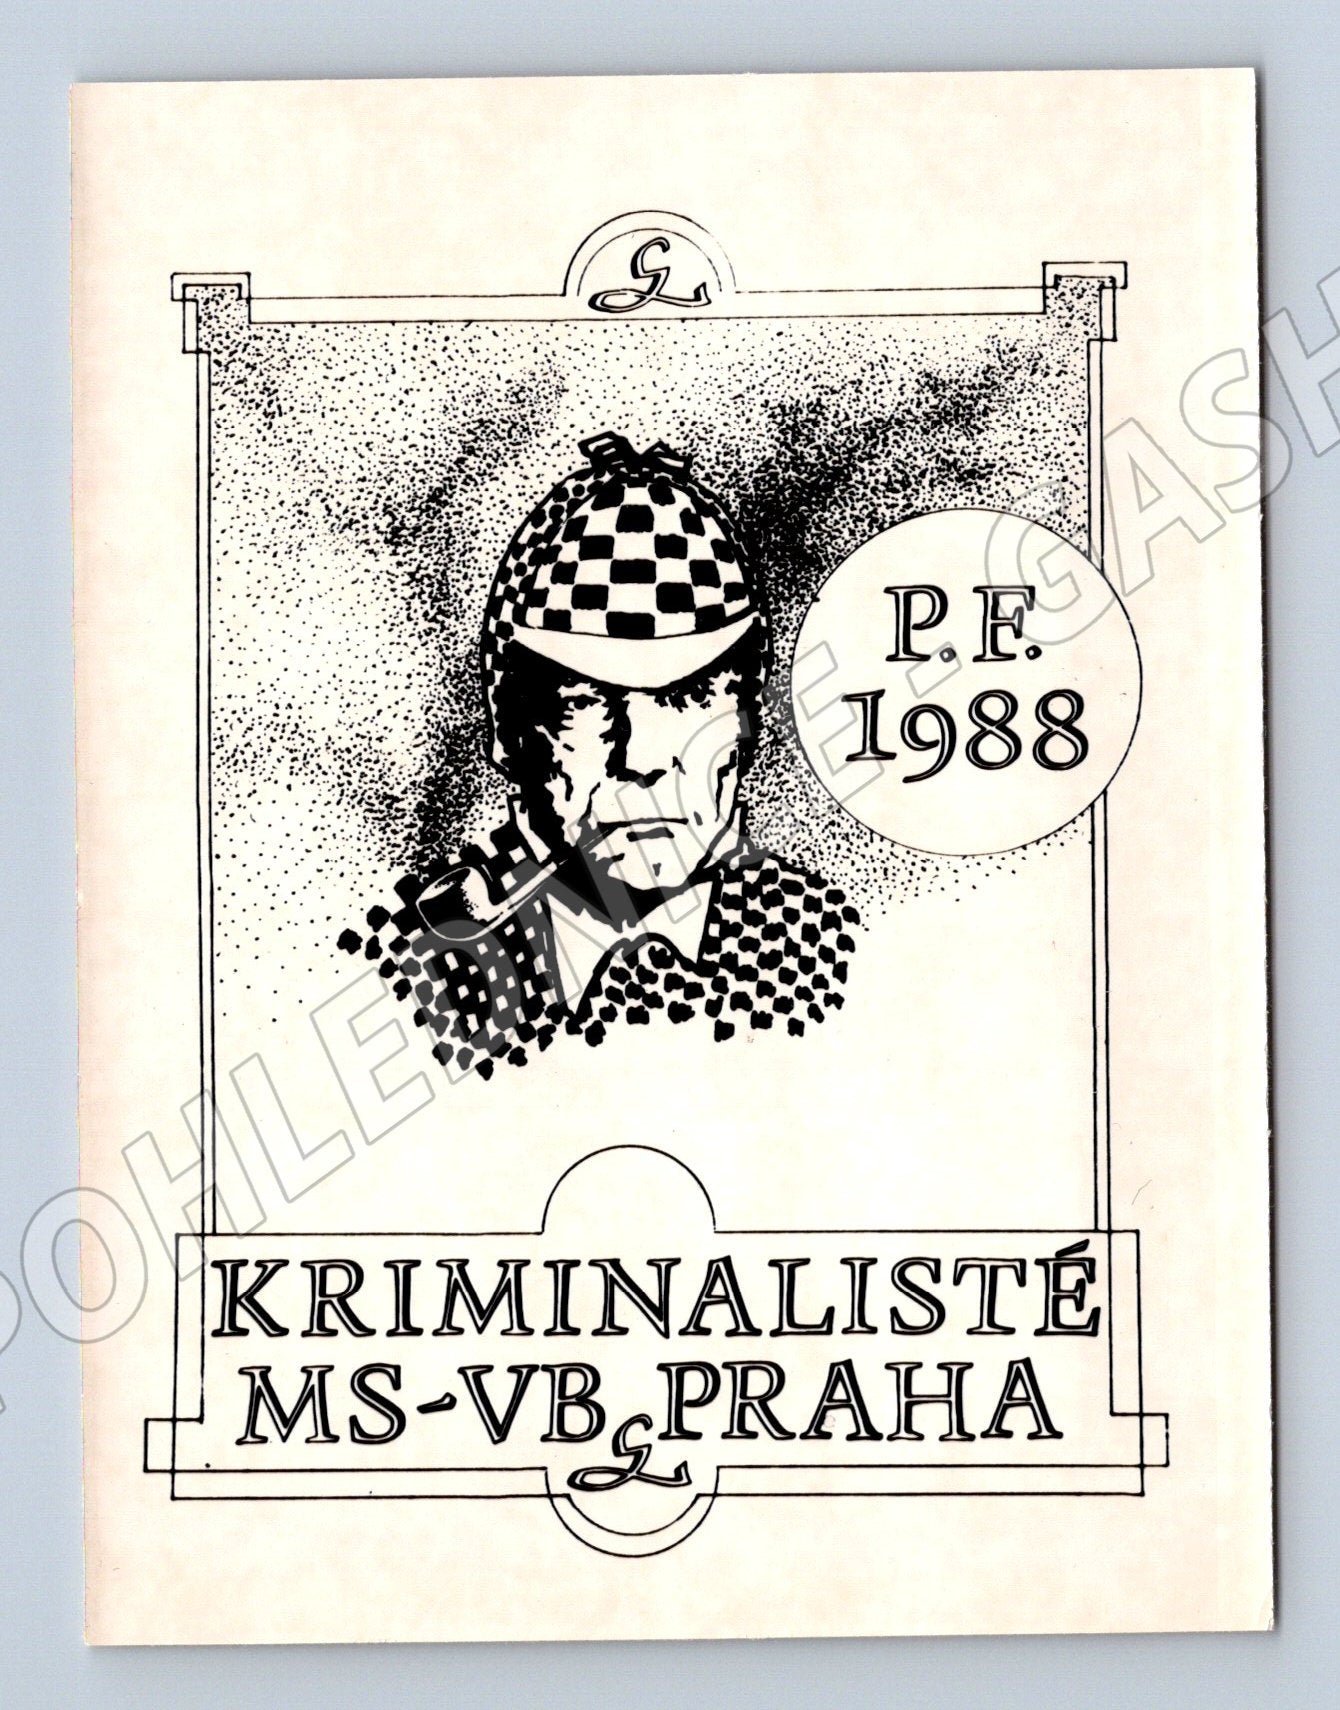 P.F.
1988
KRIMINALISTÉ
MS-VB PRAHA
POHLEDNICE - GASH